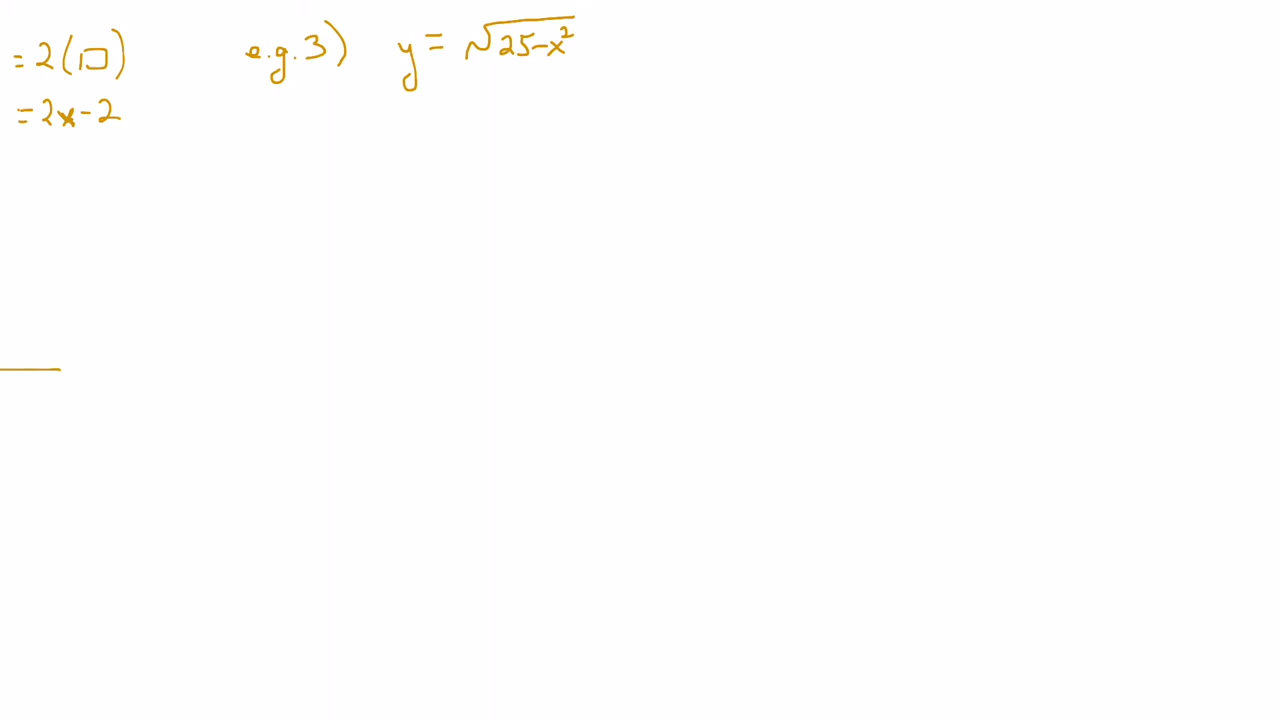 = 2(1□)
= 2x - 2
e.g. 3) y = √25-x²